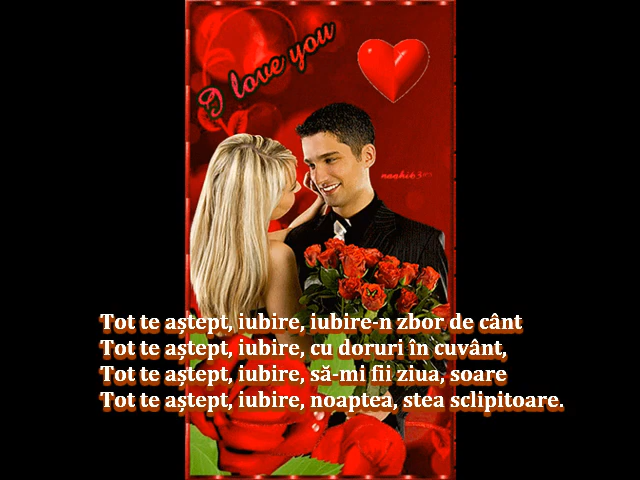 I love you
Tot te aștept, iubire, iubire-n zbor de cânt
Tot te aștept, iubire, cu doruri în cuvânt,
Tot te aștept, iubire, să-mi fii ziua, soare
Tot te aștept, iubire, noaptea, stea sclipitoare.